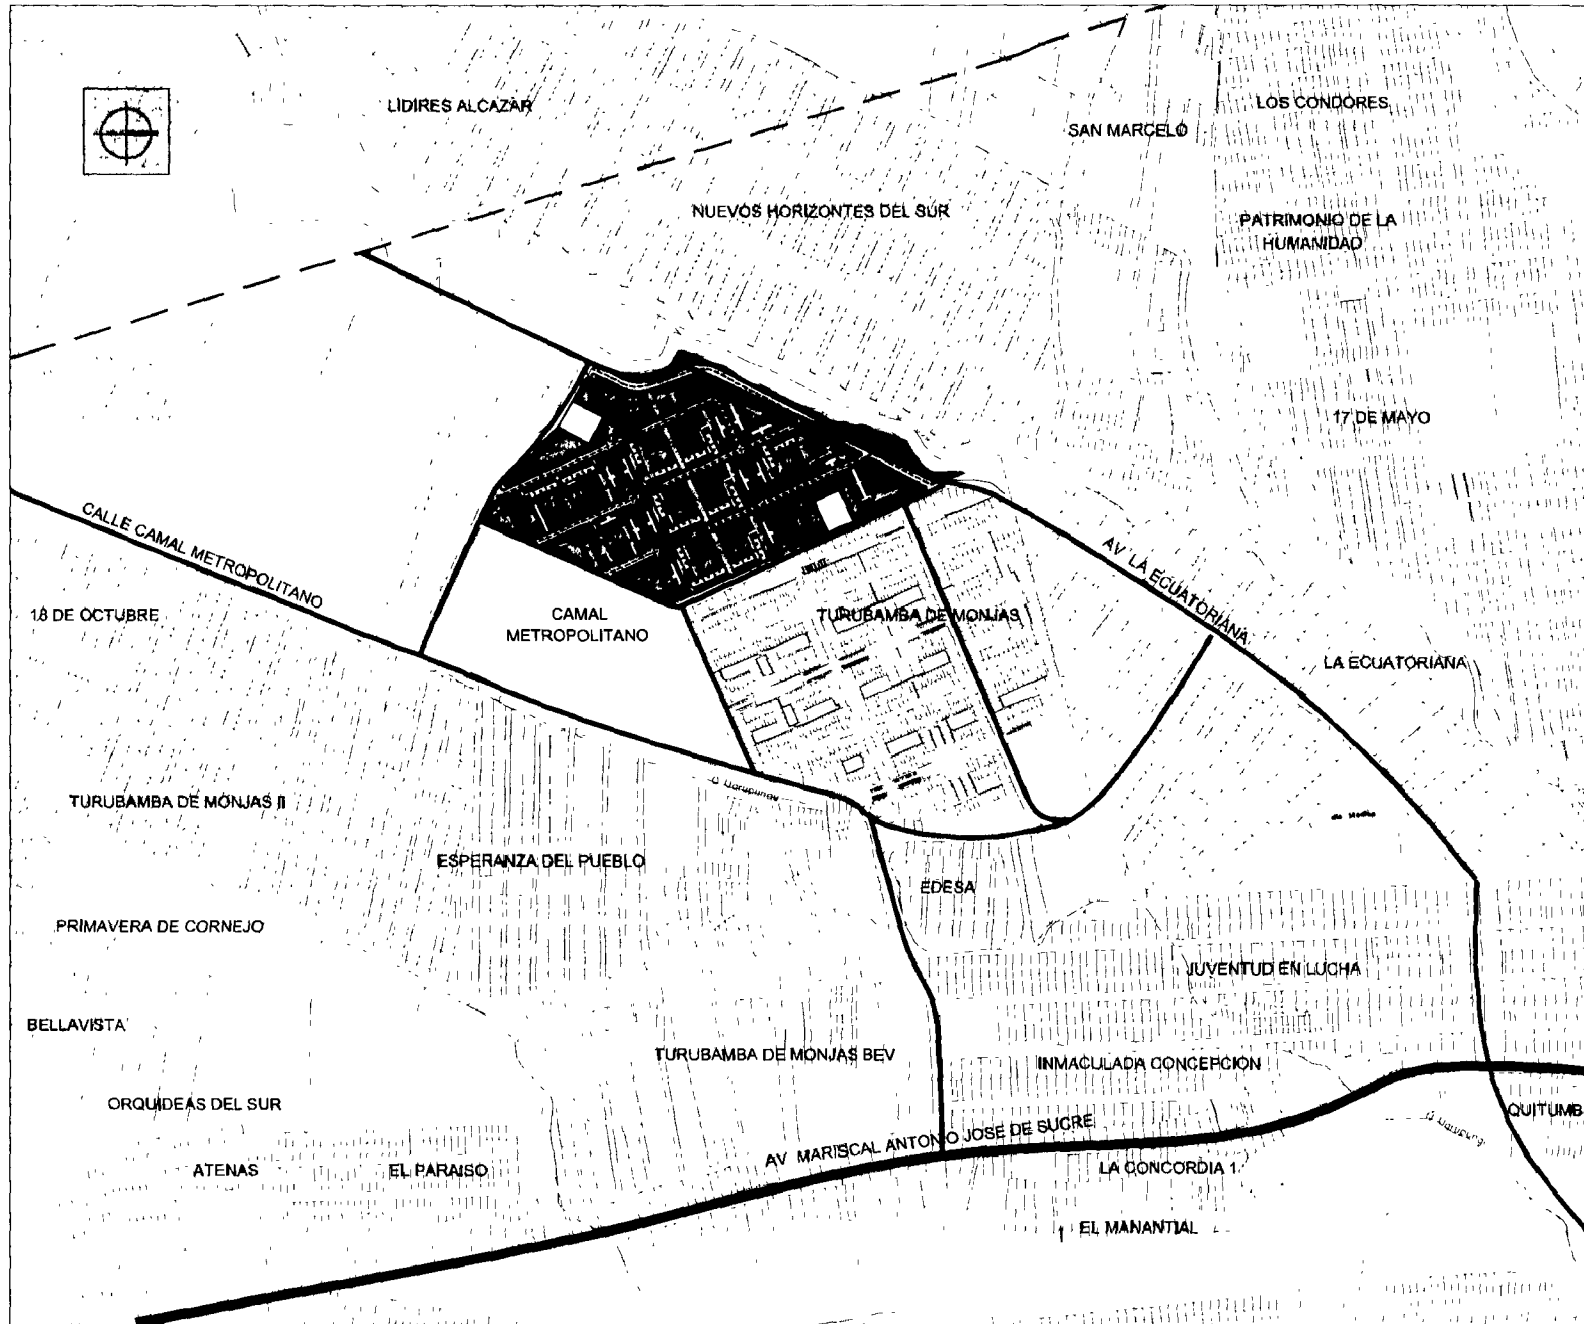 LIDIRES ALCAZAR
LOS CONDORES
SAN MARCELO
NUEVOS HORIZONTES DEL SUR
PATRIMONIO DE LA
HUMANIDAD
17 DE MAYO
CALLE CAMAL METROPOLITANO
AV LA ECUATORIANA
18 DE OCTUBRE
CAMAL
METROPOLITANO
TURUBAMBA DE MONJAS I
LA ECUATORIANA
TURUBAMBA DE MONJAS II
ESPERANZA DEL PUEBLO
EDESA
PRIMAVERA DE CORNEJO
JUVENTUD EN LUCHA
BELLAVISTA
TURUBAMBA DE MONJAS BEV
INMACULADA CONCEPCION
ORQUIDEAS DEL SUR
QUITUMB
AV MARISCAL ANTONIO JOSE DE SUCRE
ATENAS
EL PARAISO
LA CONCORDIA 1
EL MANANTIAL